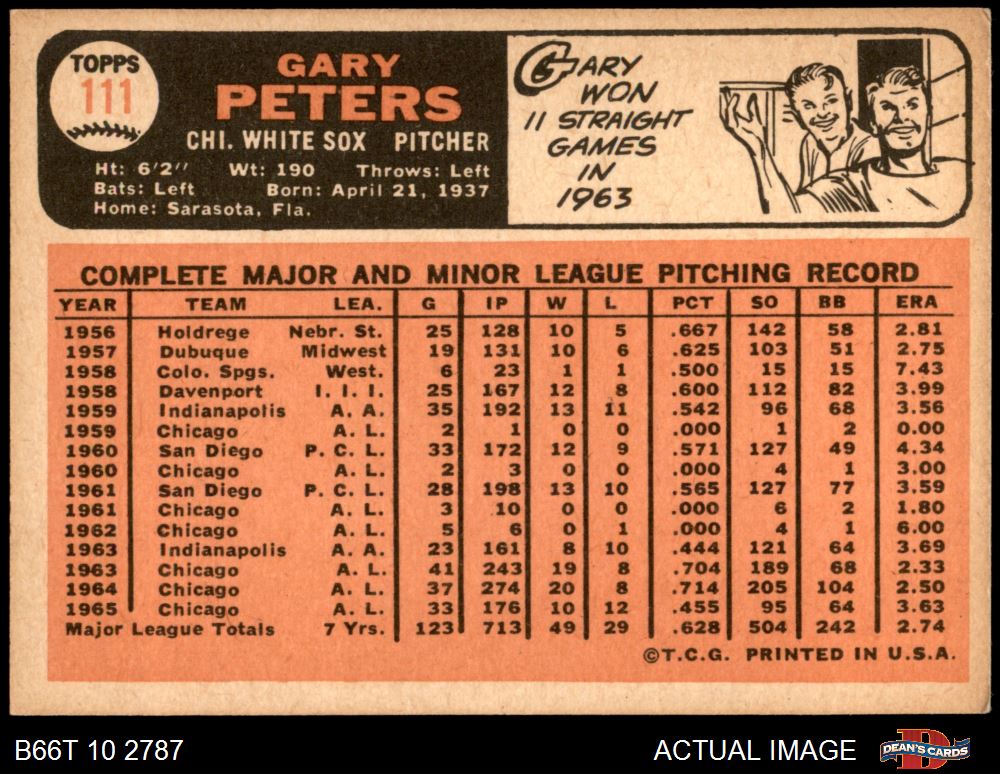 TOPPS
111
GARY
PETERS
CHI. WHITE SOX PITCHER
Ht: 6'2" Wt: 190 Throws: Left
Bats: Left Born: April 21, 1937
Home: Sarasota, Fla.
GARY
WON
11 STRAIGHT
GAMES
IN
1963
COMPLETE MAJOR AND MINOR LEAGUE PITCHING RECORD
YEAR TEAM LEA. G IP W L PCT SO BB ERA
1956 Holdrege Nebr. St. 25 128 10 5 .667 142 58 2.81
1957 Dubuque Midwest 19 131 10 6 .625 103 51 2.75
1958 Colo. Spgs. West. 6 23 1 1 .500 15 15 7.43
1958 Davenport I. I. I. 25 167 12 8 .600 112 82 3.99
1959 Indianapolis A. A. 35 192 13 11 .542 96 68 3.56
1959 Chicago A. L. 2 1 0 0 .000 1 2 0.00
1960 San Diego P. C. L. 33 172 12 9 .571 127 49 4.34
1960 Chicago A. L. 2 3 0 0 .000 4 1 3.00
1961 San Diego P. C. L. 28 198 13 10 .565 127 77 3.59
1961 Chicago A. L. 3 10 0 0 .000 6 2 1.80
1962 Chicago A. L. 5 6 0 1 .000 4 1 6.00
1963 Indianapolis A. A. 23 161 8 10 .444 121 64 3.69
1963 Chicago A. L. 41 243 19 8 .704 189 68 2.33
1964 Chicago A. L. 37 274 20 8 .714 205 104 2.50
1965 Chicago A. L. 33 176 10 12 .455 95 64 3.63
Major League Totals 7 Yrs. 123 713 49 29 .628 504 242 2.74
©T.C.G. PRINTED IN U.S.A.
B66T 10 2787 ACTUAL IMAGE DEAN'S CARDS